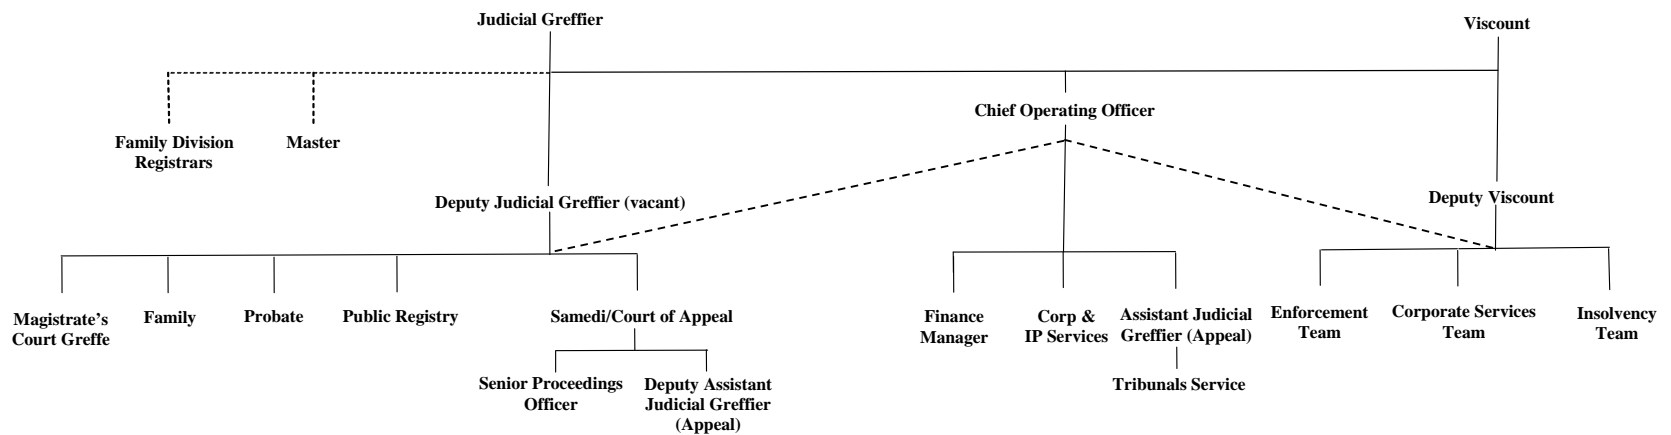 Judicial Greffier
Viscount
Chief Operating Officer
Family Division
Registrars
Master
Deputy Judicial Greffier (vacant)
Deputy Viscount
Magistrate's
Court Greffe
Family
Probate
Public Registry
Samedi/Court of Appeal
Finance
Manager
Corp &
IP Services
Assistant Judicial
Greffier (Appeal)
Enforcement
Team
Corporate Services
Team
Insolvency
Team
Senior Proceedings
Officer
Deputy Assistant
Judicial Greffier
(Appeal)
Tribunals Service